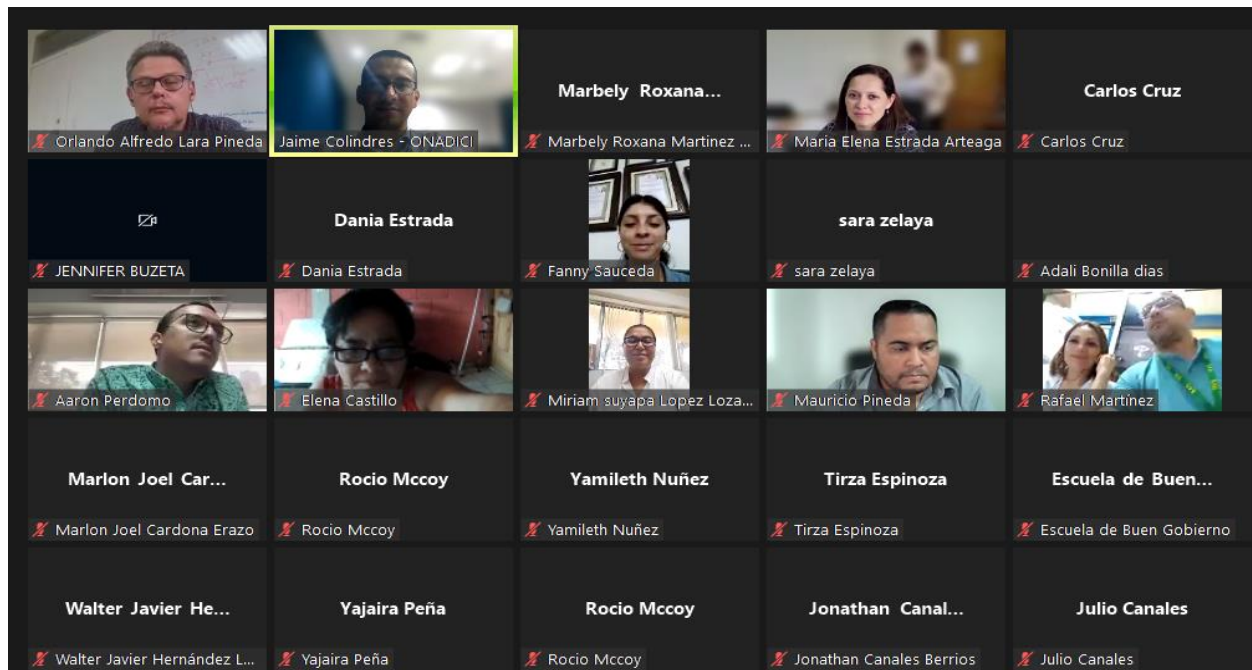 Orlando Alfredo Lara Pineda
Jaime Colindres - ONADICI
Marbely Roxana...
Marbely Roxana Martinez ...
Maria Elena Estrada Arteaga
Carlos Cruz
Carlos Cruz
JENNIFER BUZETA
Dania Estrada
Dania Estrada
Fanny Sauceda
sara zelaya
sara zelaya
Adali Bonilla dias
Aaron Perdomo
Elena Castillo
Miriam suyapa Lopez Loza...
Mauricio Pineda
Rafael Martínez
Marlon Joel Car...
Marlon Joel Cardona Erazo
Rocio Mccoy
Rocio Mccoy
Yamileth Nuñez
Yamileth Nuñez
Tirza Espinoza
Tirza Espinoza
Escuela de Buen...
Escuela de Buen Gobierno
Walter Javier He...
Walter Javier Hernández L...
Yajaira Peña
Yajaira Peña
Rocio Mccoy
Rocio Mccoy
Jonathan Canal...
Jonathan Canales Berrios
Julio Canales
Julio Canales